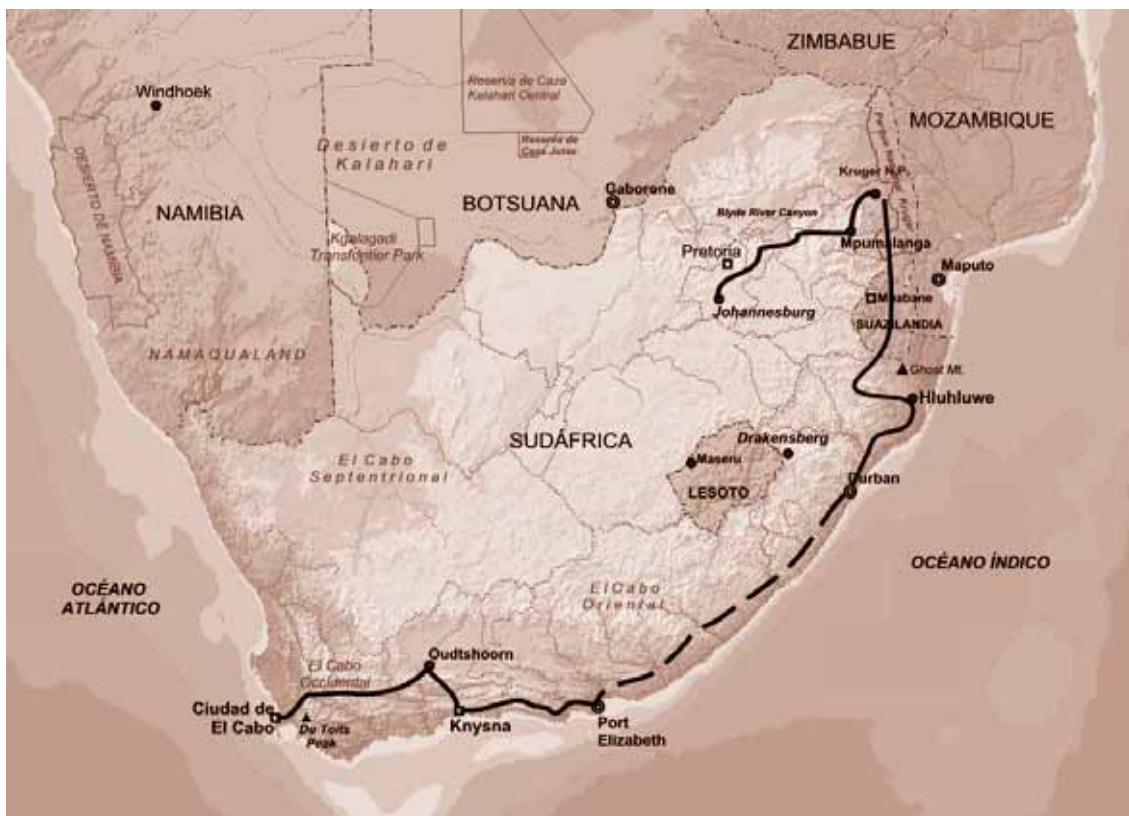 ZIMBABUE
Windhoek
Reserva de Caza
Kalahari Central
MOZAMBIQUE
Reserva de
Caza
Desierto de
Kalahari
DESIERTO DE NAMIBIA
Kruger N.P.
NAMIBIA
BOTSUANA
Gaborone
Blyde River Canyon
Kgalagadi
Transfontier Park
Pretoria
Mpumalanga
Maputo
Mbabane
Johannesburg
SUAZILANDIA
NAMAQUALAND
Ghost Mt.
Hluhluwe
SUDÁFRICA
Drakensberg
El Cabo
Septentrional
Maseru
LESOTO
Durban
OCÉANO
ATLÁNTICO
OCÉANO ÍNDICO
El Cabo
Oriental
Oudtshoorn
El Cabo
Occidental
Ciudad de
El Cabo
Du Toits
Peak
Knysna
Port
Elizabeth